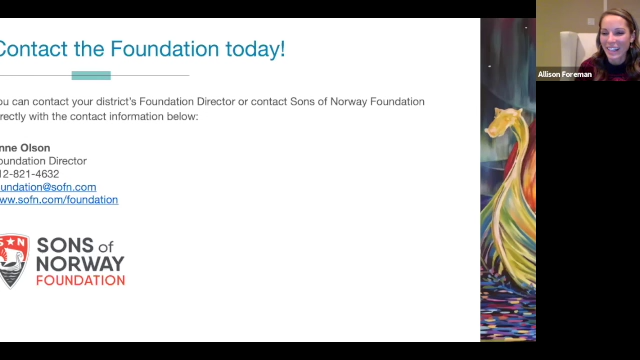 Contact the Foundation today!
Allison Foreman
ou can contact your district's Foundation Director or contact Sons of Norway Foundation
rectly with the contact information below:
nne Olson
oundation Director
12-821-4632
undation@sofn.com
ww.sofn.com/foundation
S N
SONS of
NORWAY
FOUNDATION